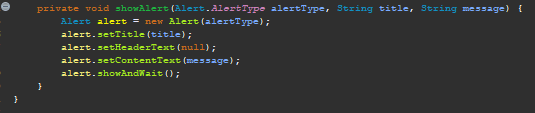 private void showAlert(Alert.AlertType alertType, String title, String message) {
Alert alert = new Alert(alertType);
alert.setTitle(title);
alert.setHeaderText(null);
alert.setContentText(message);
alert.showAndWait();
}
}